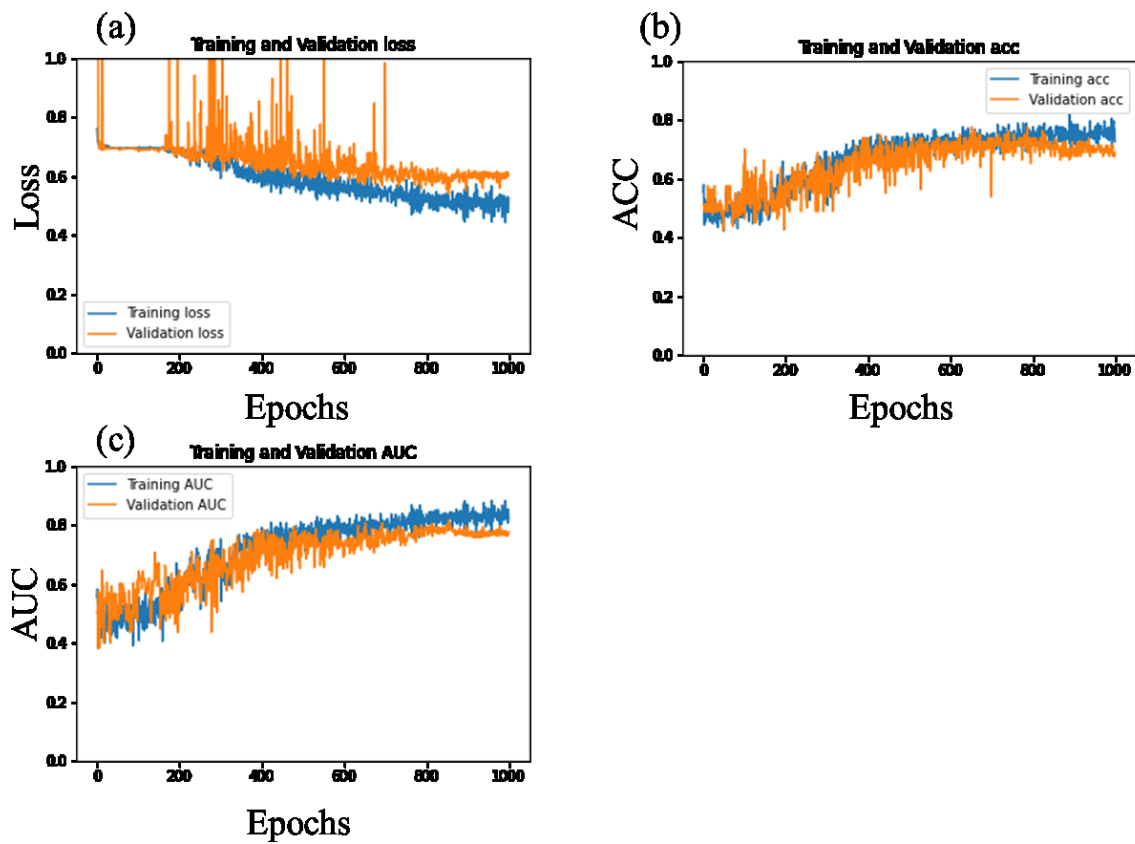 (a)
Training and Validation loss
Loss
1.0
0.8
0.6
0.4
0.2
0.0
Training loss
Validation loss
0 200 400 600 800 1000
Epochs
(b)
Training and Validation acc
ACC
1.0
0.8
0.6
0.4
0.2
0.0
Training acc
Validation acc
0 200 400 600 800 1000
Epochs
(c)
Training and Validation AUC
AUC
1.0
0.8
0.6
0.4
0.2
0.0
Training AUC
Validation AUC
0 200 400 600 800 1000
Epochs